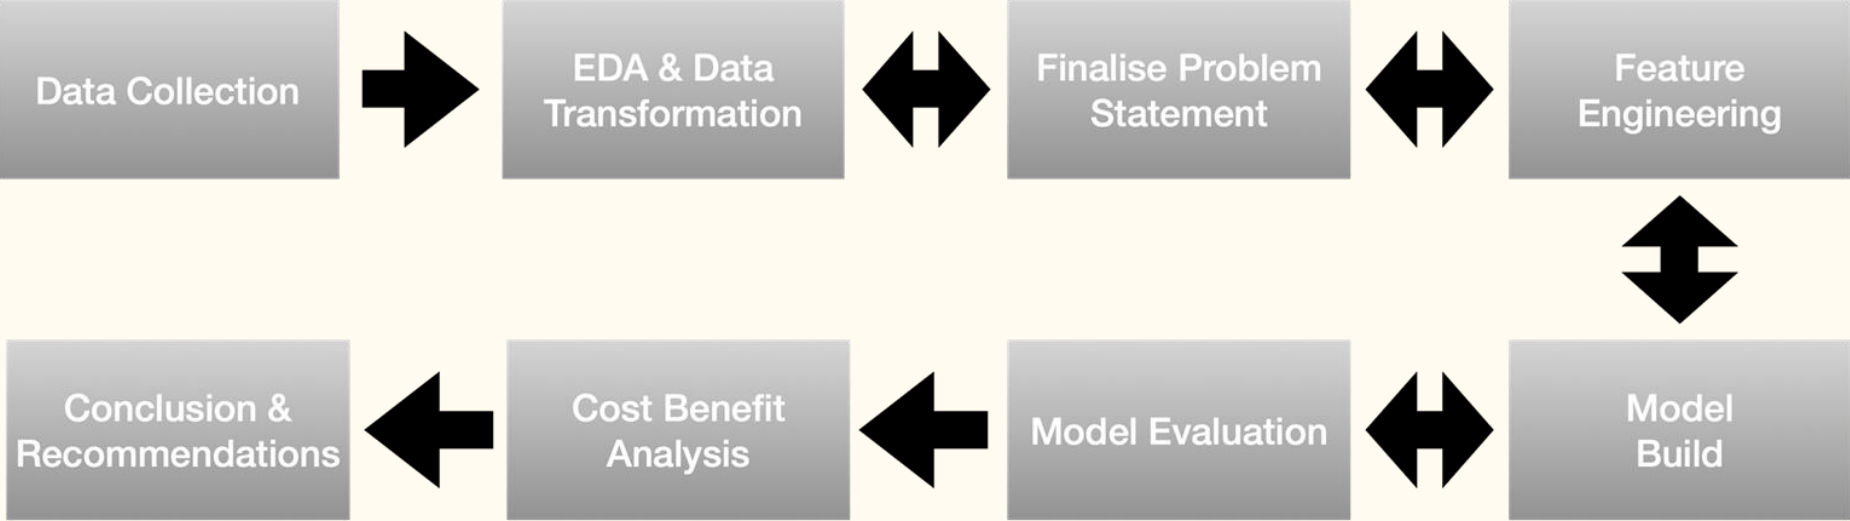 Data Collection
EDA & Data
Transformation
Finalise Problem
Statement
Feature
Engineering
Conclusion &
Recommendations
Cost Benefit
Analysis
Model Evaluation
Model
Build